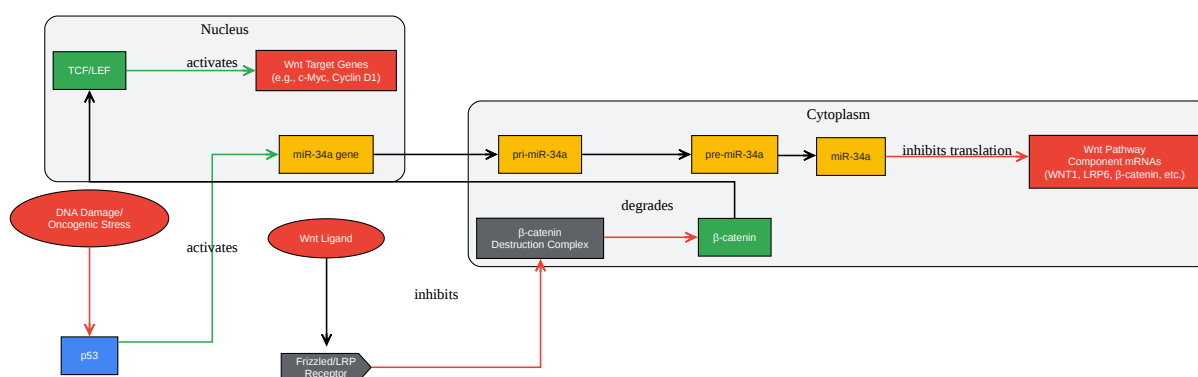 Nucleus
TCF/LEF
activates
Wnt Target Genes
(e.g., c-Myc, Cyclin D1)
Cytoplasm
miR-34a gene
pri-miR-34a
pre-miR-34a
miR-34a
inhibits translation
Wnt Pathway
Component mRNAs
(WNT1, LRP6, β-catenin, etc.)
DNA Damage/
Oncogenic Stress
activates
Wnt Ligand
degrades
β-catenin
Destruction Complex
β-catenin
inhibits
p53
Frizzled/LRP
Receptor